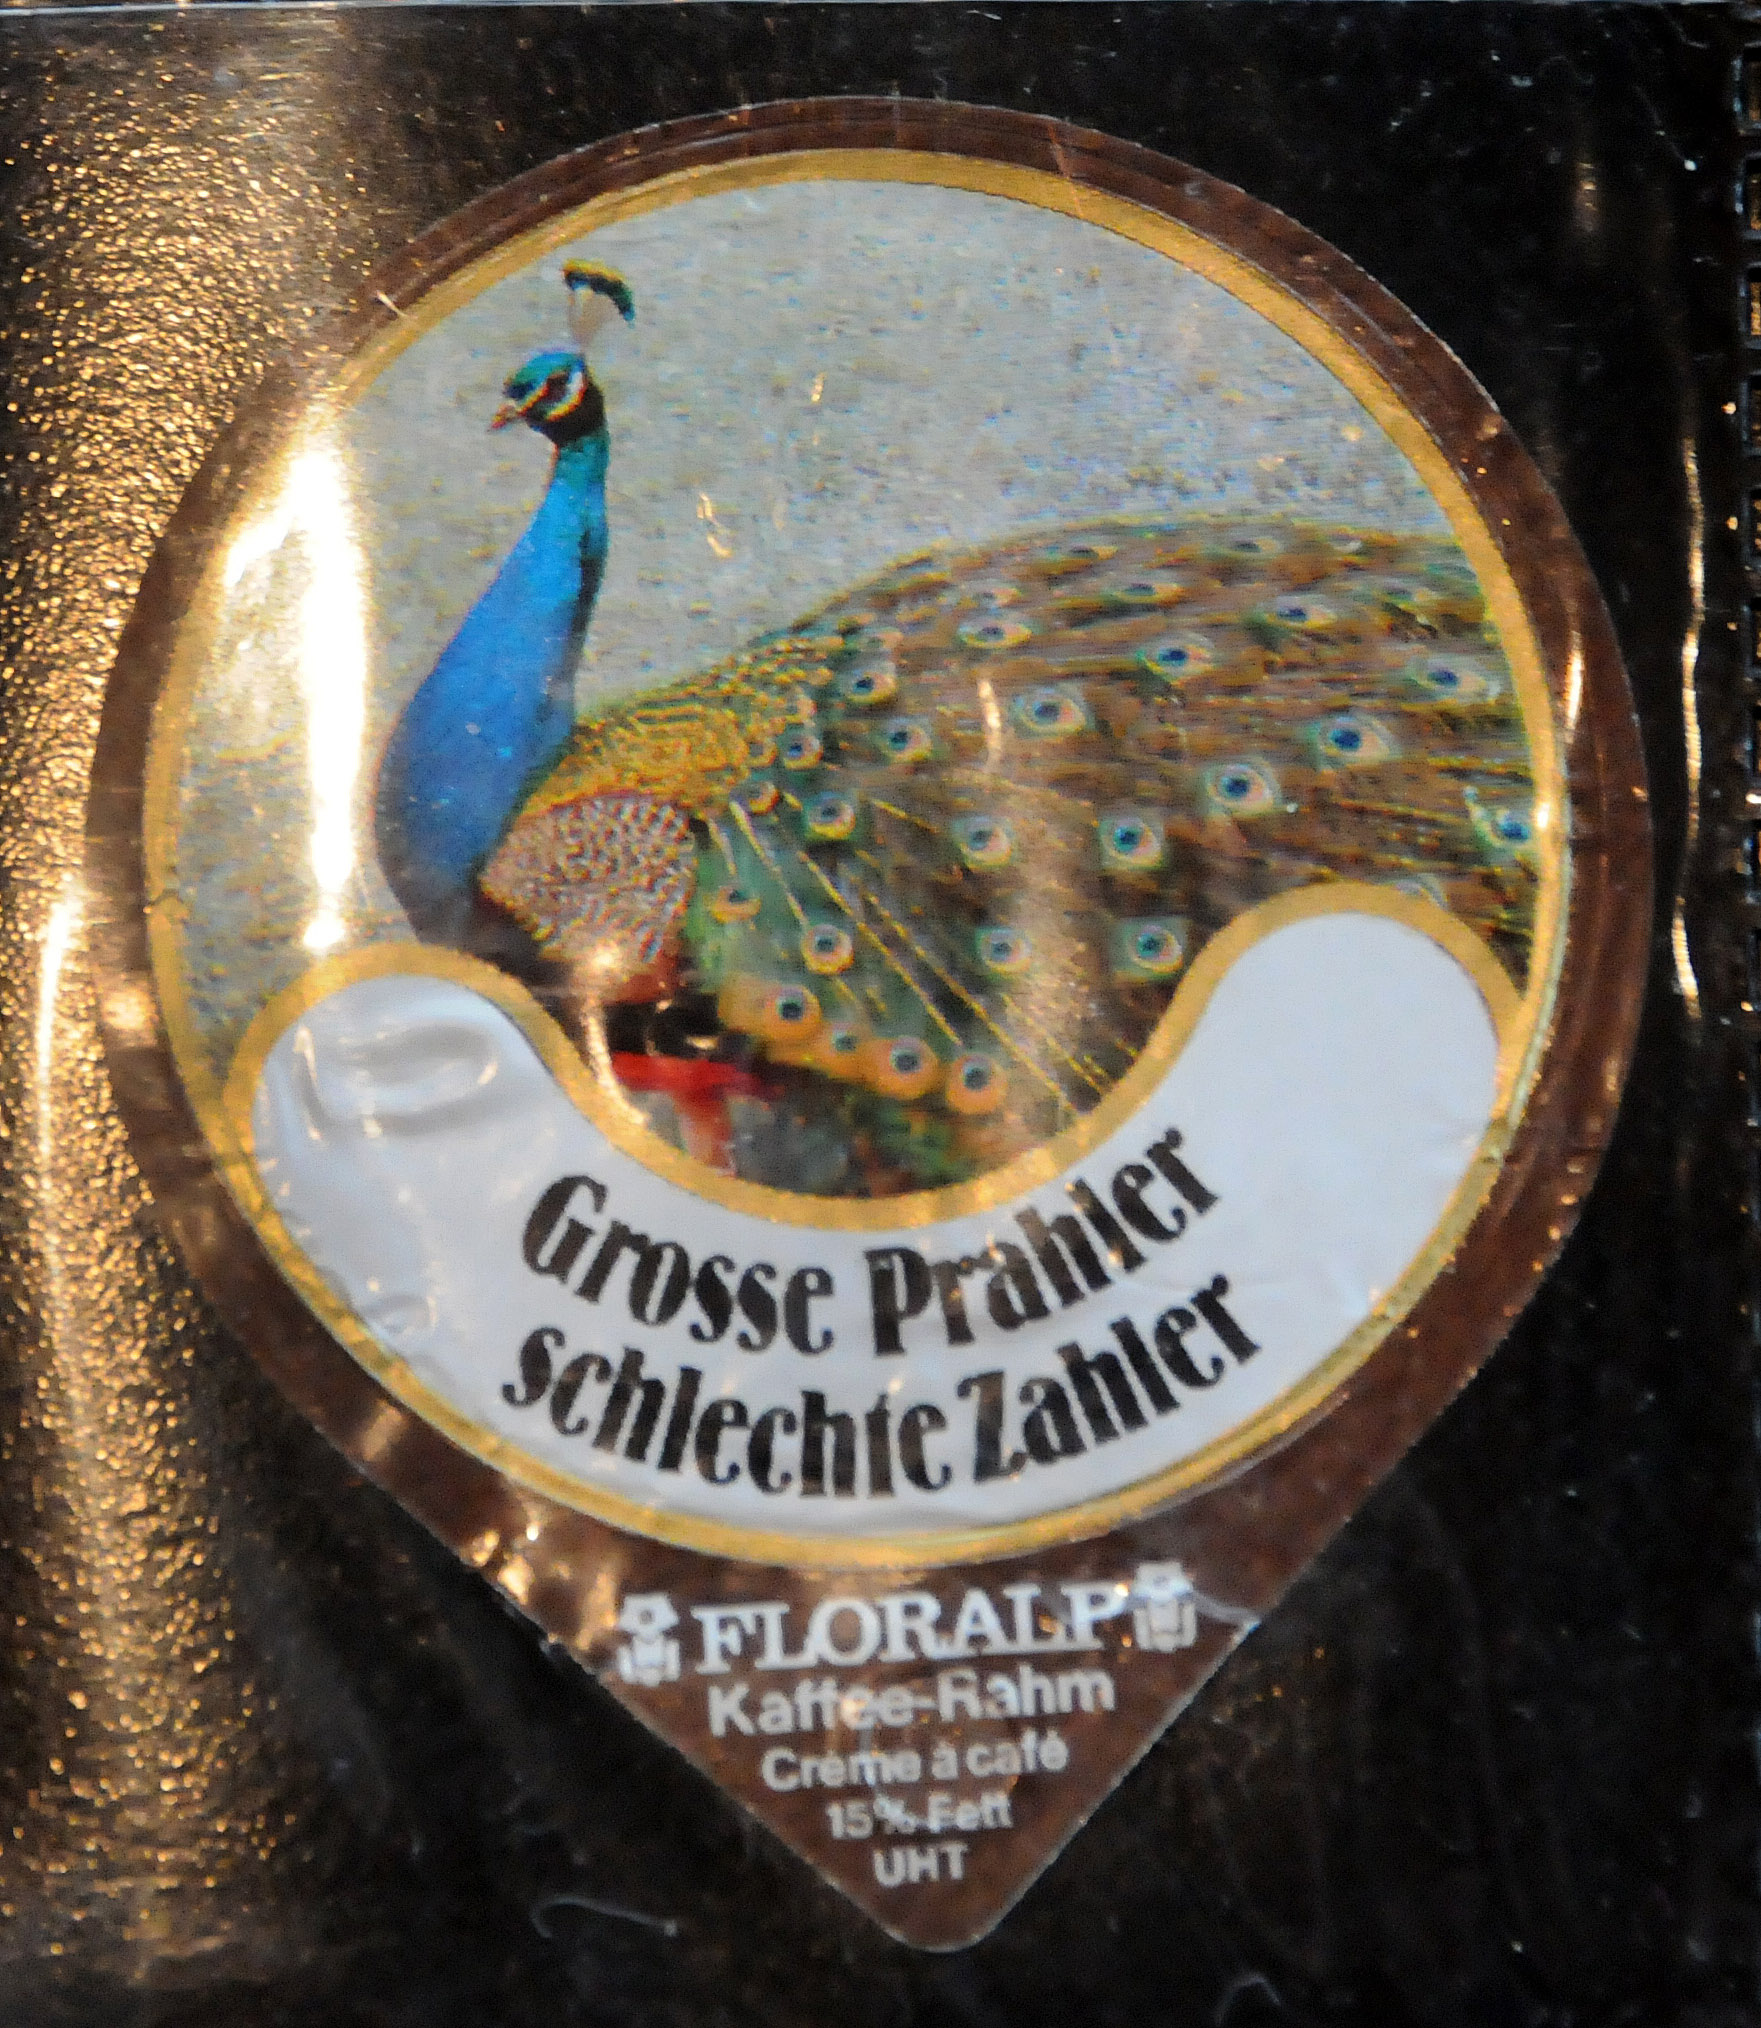 Grosse Prahler
schlechte Zahler
FLORALP
Kaffee-Rahm
Crème à café
15% Fett
UHT